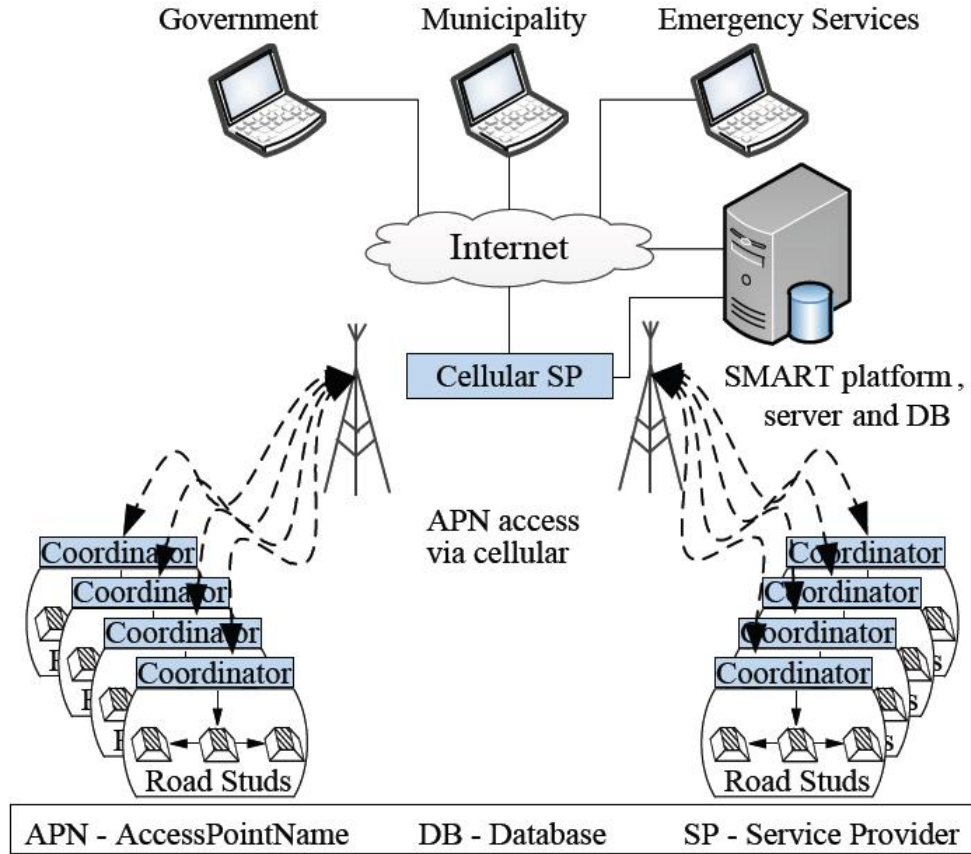 Government Municipality Emergency Services
Internet
Cellular SP
SMART platform,
server and DB
APN access
via cellular
Coordinator
Coordinator
Coordinator
Coordinator
Road Studs
Coordinator
Coordinator
Coordinator
Coordinator
Road Studs
APN - AccessPointName DB - Database SP - Service Provider